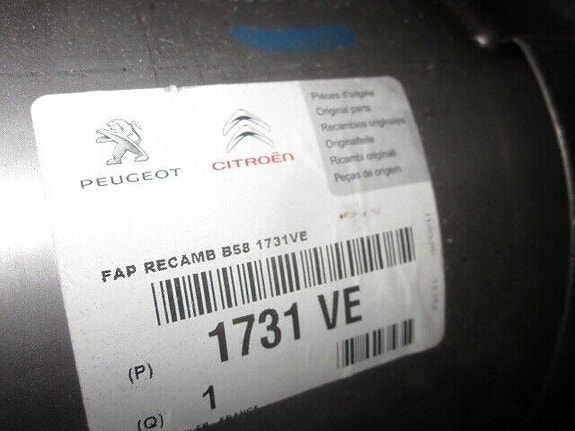 PEUGEOT
CITROËN
Pièces d'origine
Original parts
Recambios originales
Originalteile
Ricambi originali
Peças de origem
FAP RECAMB B58 1731VE
(P) 1731 VE
(Q) 1
FRANCE